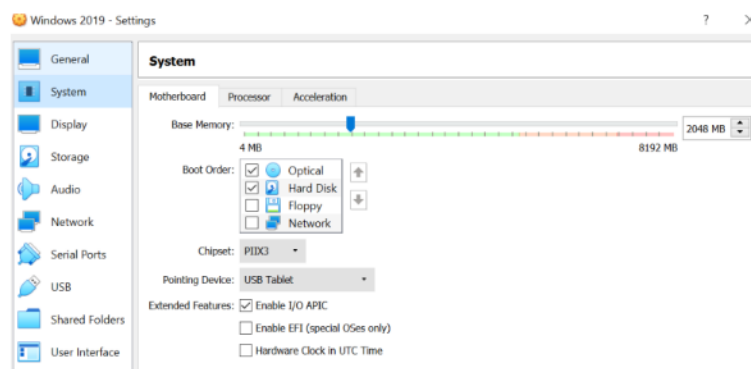 Windows 2019 - Settings ?
General
System
Display
Storage
Audio
Network
Serial Ports
USB
Shared Folders
User Interface
System
Motherboard Processor Acceleration
Base Memory: 2048 MB
4 MB 8192 MB
Boot Order: Optical
Hard Disk
Floppy
Network
Chipset: PIIX3
Pointing Device: USB Tablet
Extended Features: Enable I/O APIC
Enable EFI (special OSes only)
Hardware Clock in UTC Time